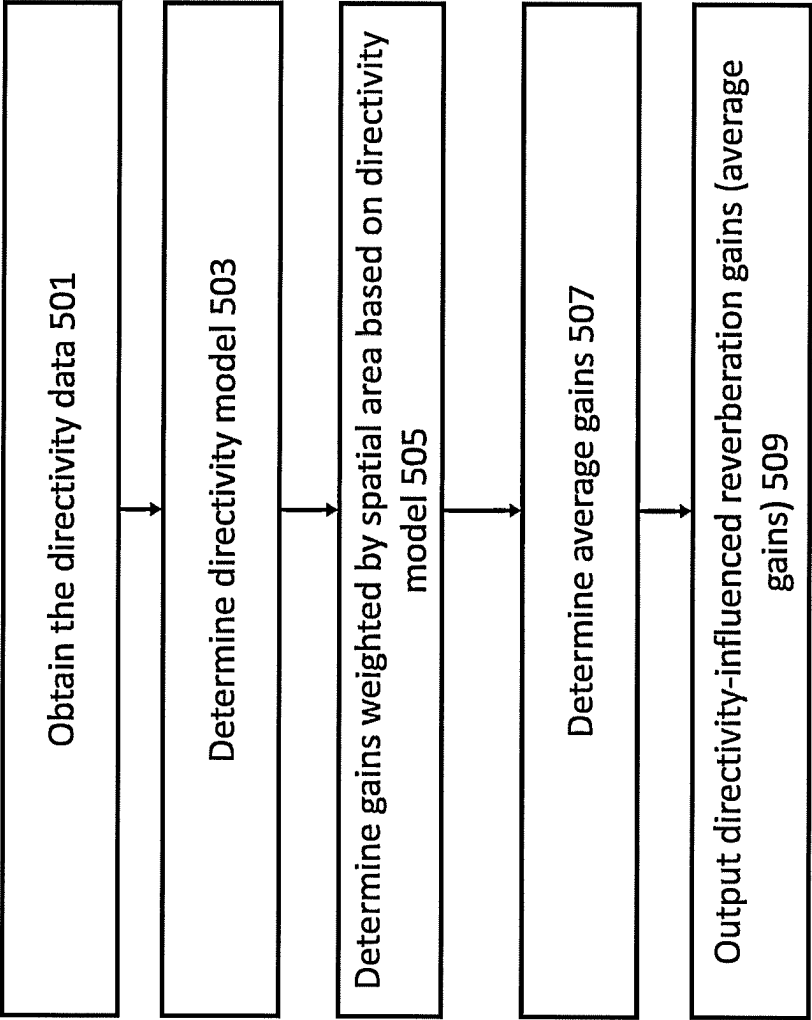 Obtain the directivity data 501
Determine directivity model 503
Determine gains weighted by spatial area based on directivity
model 505
Determine average gains 507
Output directivity-influenced reverberation gains (average
gains) 509